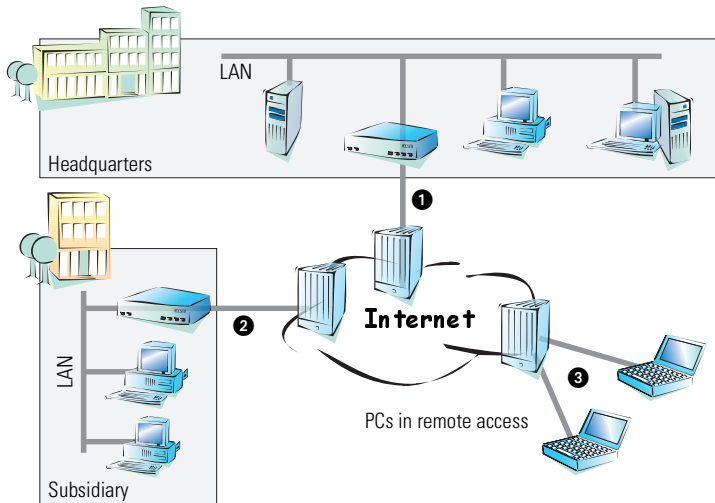 LAN
Headquarters
1
2
Internet
3
LAN
PCs in remote access
Subsidiary